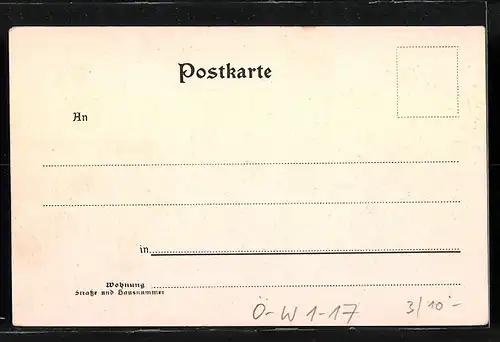 Postkarte
An
in
Wohnung
Straße und Hausnummer
Ö-W 1-17 3/10-